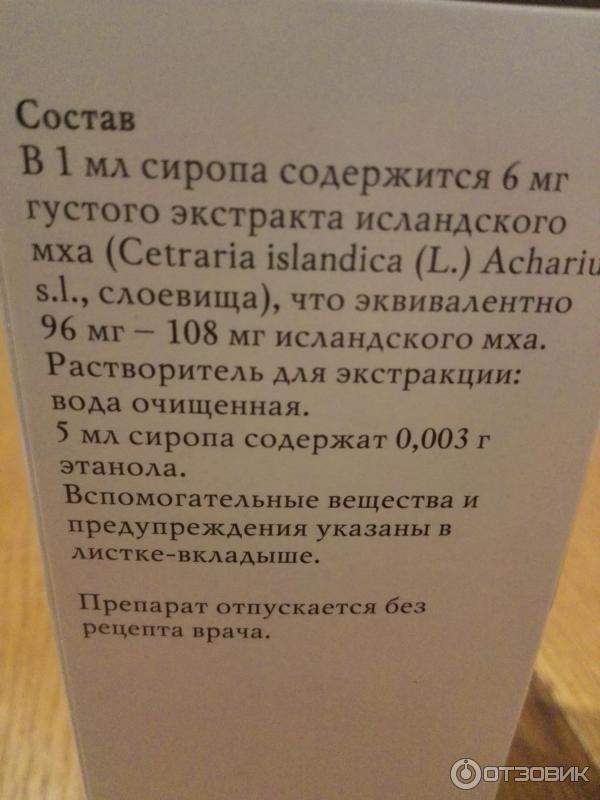 Состав
В 1 мл сиропа содержится 6 мг
густого экстракта исландского
мха (Cetraria islandica (L.) Achariu
s.l., слоевища), что эквивалентно
96 мг – 108 мг исландского мха.
Растворитель для экстракции:
вода очищенная.
5 мл сиропа содержат 0,003 г
этанола.
Вспомогательные вещества и
предупреждения указаны в
листке-вкладыше.
Препарат отпускается без
рецепта врача.
ОТЗОВИК